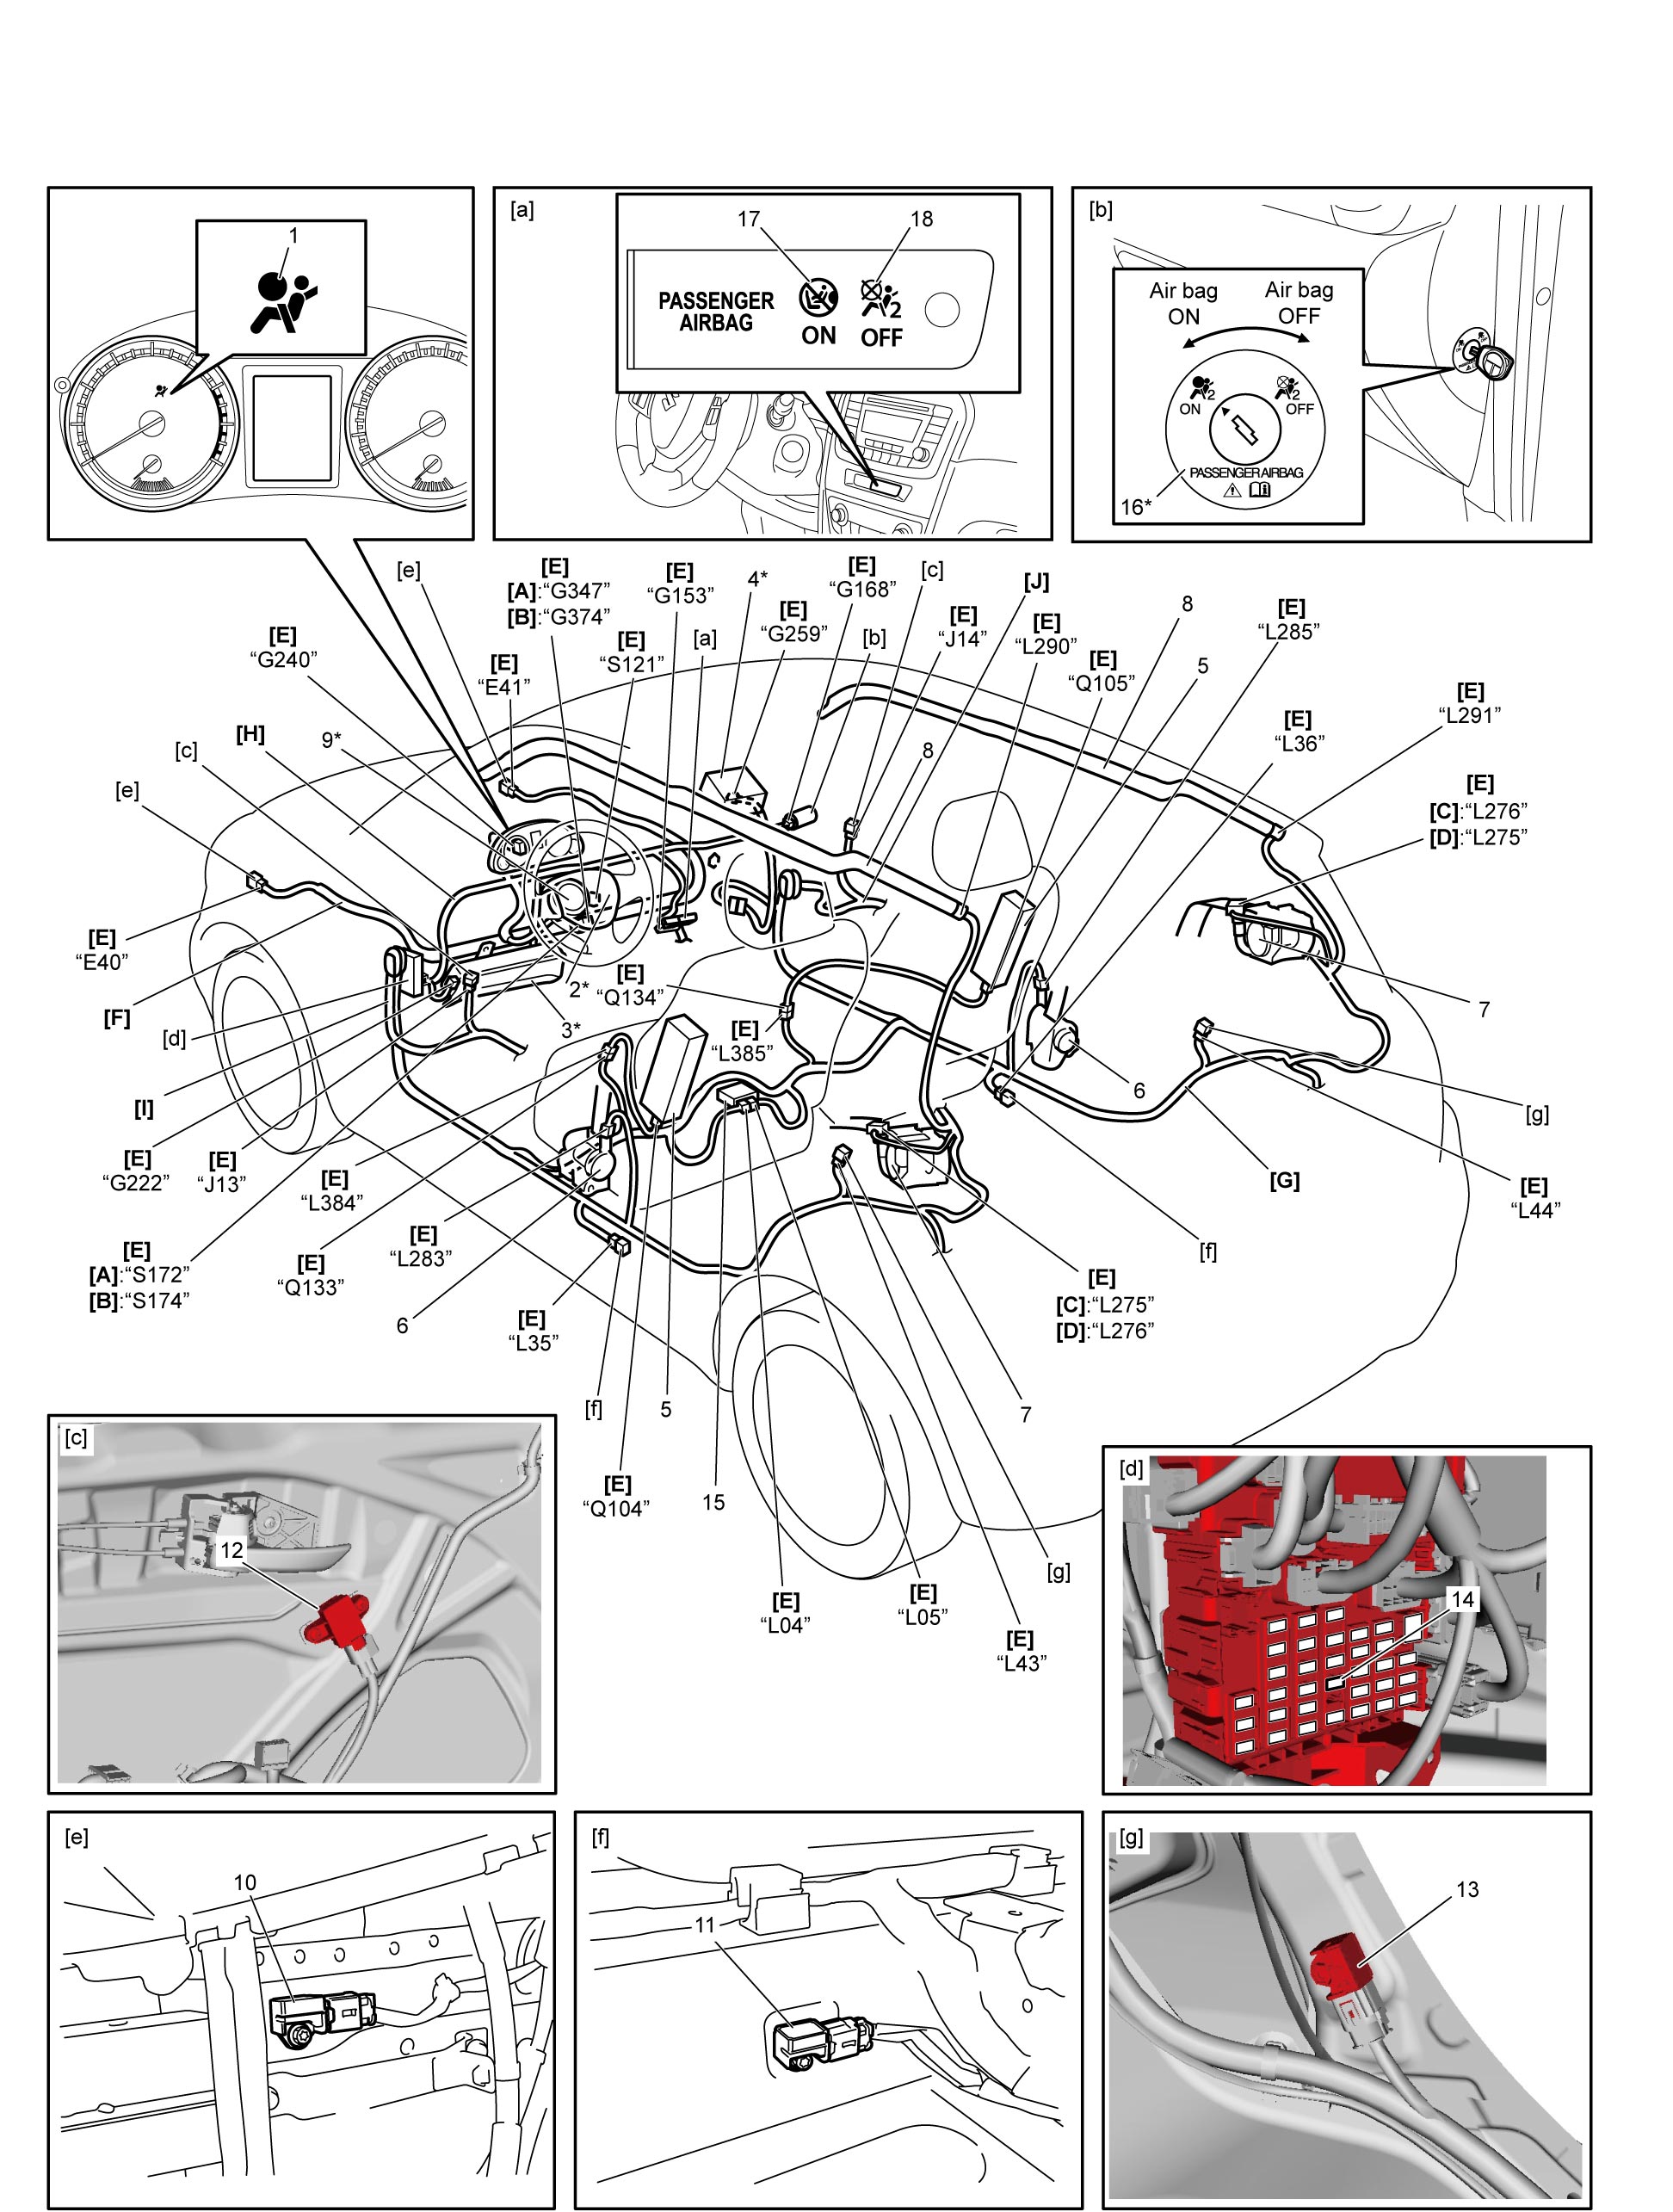 1
[a]
17
18
PASSENGER
AIRBAG
ON
2
OFF
[b]
Air bag
ON
Air bag
OFF
2
ON
2
OFF
PASSENGER AIRBAG
16*
[e]
[E]
[A]:“G347”
[B]:“G374”
[E]
“G153”
4*
[E]
“G168”
[c]
[J]
8
[E]
“L285”
[E]
“G240”
[E]
“E41”
[E]
“S121”
[a]
[E]
“G259”
[b]
[E]
“J14”
[E]
“L290”
[E]
“Q105”
5
[E]
“L291”
[c]
[H]
9*
8
[E]
“L36”
[e]
[E]
[C]:“L276”
[D]:“L275”
[E]
“E40”
[F]
[d]
2*
[E]
“Q134”
3*
[E]
“L385”
7
6
[g]
[I]
[E]
“G222”
[E]
“J13”
[E]
“L384”
[G]
[E]
“L44”
[E]
[A]:“S172”
[B]:“S174”
[E]
“Q133”
[E]
“L283”
[f]
6
[E]
“L35”
[E]
[C]:“L275”
[D]:“L276”
[f]
5
7
[E]
“Q104”
15
[E]
“L04”
[E]
“L05”
[g]
[E]
“L43”
[c]
12
[d]
14
[e]
10
[f]
11
[g]
13